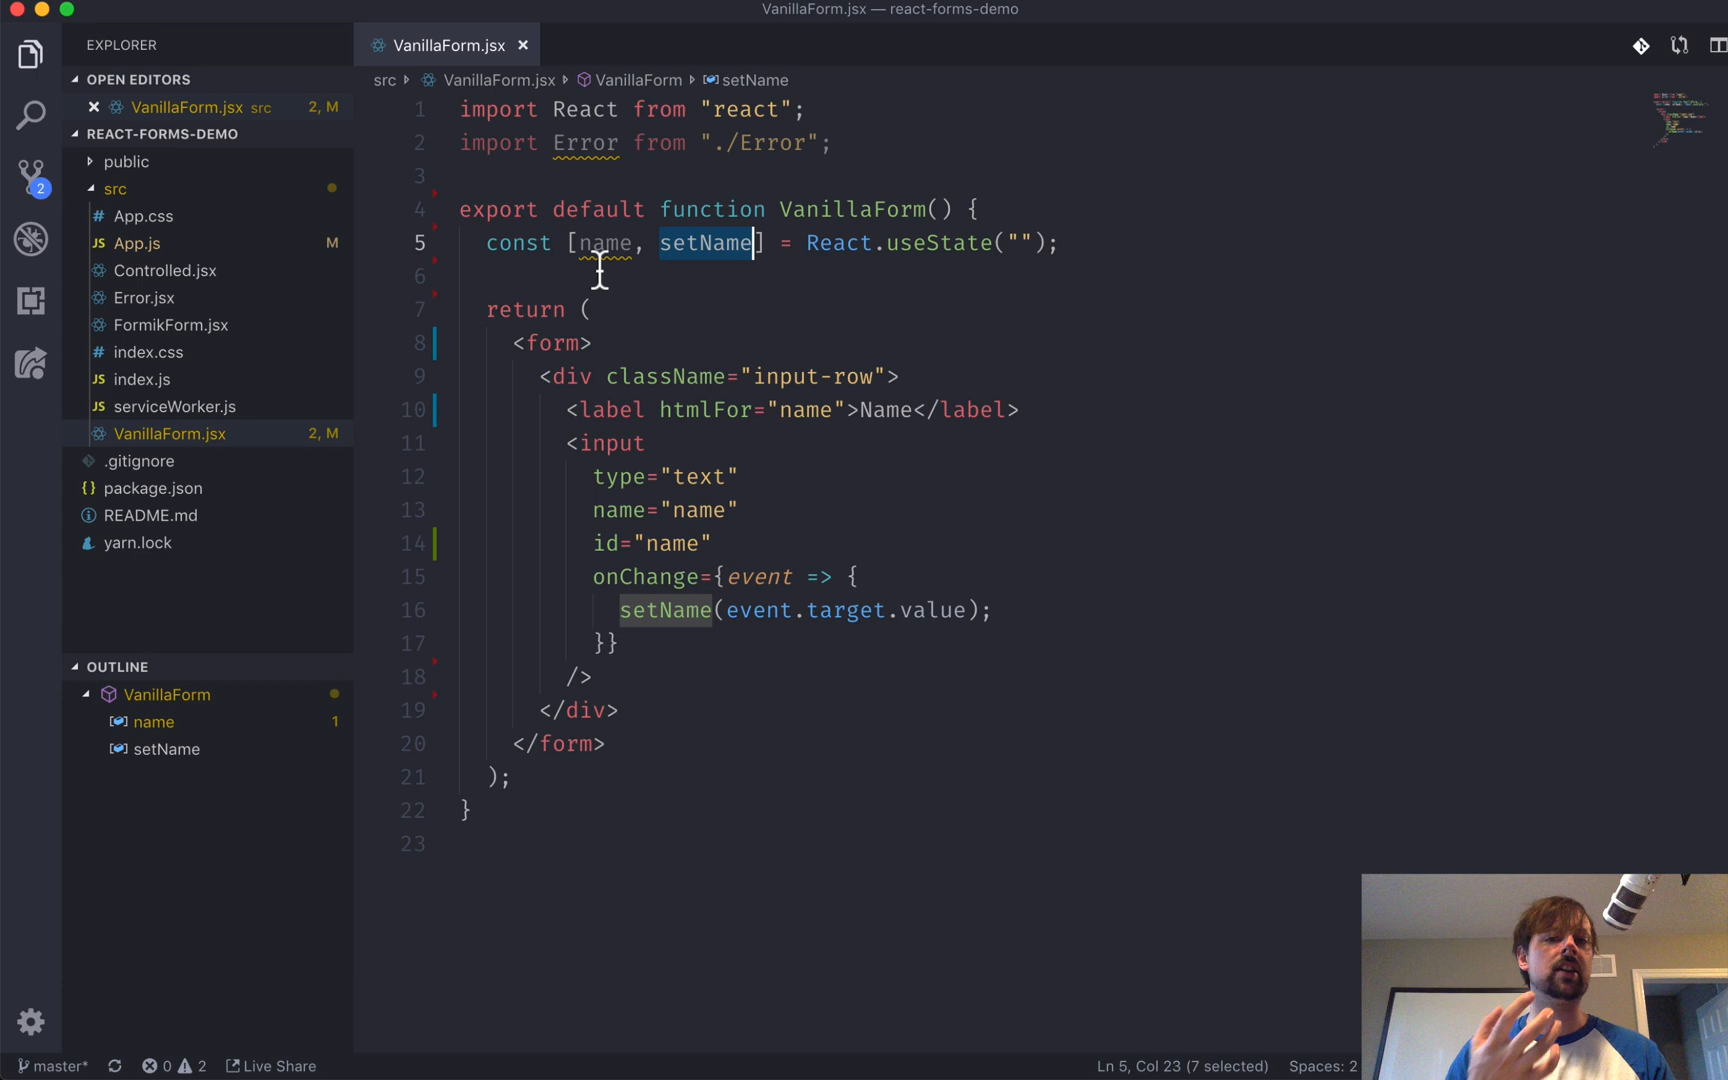 VanillaForm.jsx — react-forms-demo
EXPLORER
OPEN EDITORS
VanillaForm.jsx src 2, M
REACT-FORMS-DEMO
public
src
# App.css
JS App.js M
Controlled.jsx
Error.jsx
FormikForm.jsx
# index.css
JS index.js
JS serviceWorker.js
VanillaForm.jsx 2, M
.gitignore
{} package.json
README.md
yarn.lock
OUTLINE
VanillaForm
name 1
setName
2
VanillaForm.jsx
src VanillaForm.jsx VanillaForm setName
1 import React from "react";
2 import Error from "./Error";
3
4 export default function VanillaForm() {
5 const [name, setName] = React.useState("");
6
7 return (
8 <form>
9 <div className="input-row">
10 <label htmlFor="name">Name</label>
11 <input
12 type="text"
13 name="name"
14 id="name"
15 onChange={event => {
16 setName(event.target.value);
17 }}
18 />
19 </div>
20 </form>
21 );
22 }
23
master* 0 2 Live Share
Ln 5, Col 23 (7 selected) Spaces: 2